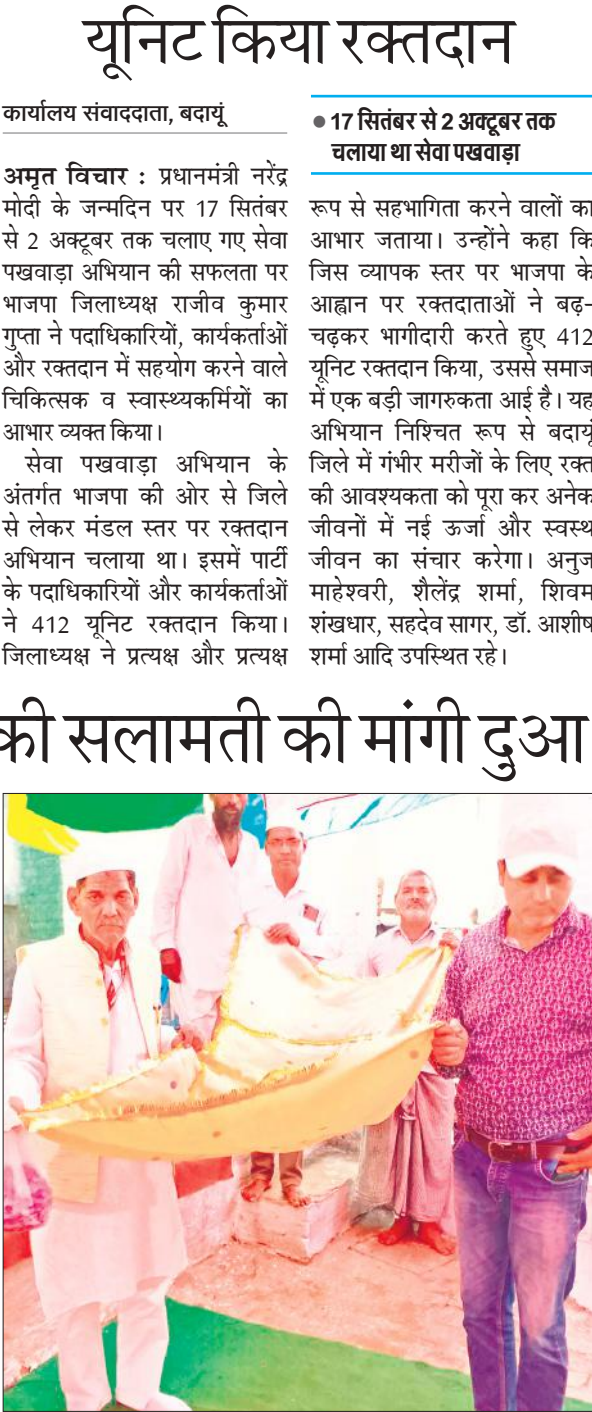 यूनिट किया रक्तदान
कार्यालय संवाददाता, बदायूं
अमृत विचार : प्रधानमंत्री नरेंद्र
मोदी के जन्मदिन पर 17 सितंबर
से 2 अक्टूबर तक चलाए गए सेवा
पखवाड़ा अभियान की सफलता पर
भाजपा जिलाध्यक्ष राजीव कुमार
गुप्ता ने पदाधिकारियों, कार्यकर्ताओं
और रक्तदान में सहयोग करने वाले
चिकित्सक व स्वास्थ्यकर्मियों का
आभार व्यक्त किया।
सेवा पखवाड़ा अभियान के
अंतर्गत भाजपा की ओर से जिले
से लेकर मंडल स्तर पर रक्तदान
अभियान चलाया था। इसमें पार्टी
के पदाधिकारियों और कार्यकर्ताओं
ने 412 यूनिट रक्तदान किया।
जिलाध्यक्ष ने प्रत्यक्ष और प्रत्यक्ष
● 17 सितंबर से 2 अक्टूबर तक
चलाया था सेवा पखवाड़ा
रूप से सहभागिता करने वालों का
आभार जताया। उन्होंने कहा कि
जिस व्यापक स्तर पर भाजपा के
आह्वान पर रक्तदाताओं ने बढ़-
चढ़कर भागीदारी करते हुए 412
यूनिट रक्तदान किया, उससे समाज
में एक बड़ी जागरुकता आई है। यह
अभियान निश्चित रूप से बदायूं
जिले में गंभीर मरीजों के लिए रक्त
की आवश्यकता को पूरा कर अनेक
जीवनों में नई ऊर्जा और स्वस्थ
जीवन का संचार करेगा। अनुज
माहेश्वरी, शैलेंद्र शर्मा, शिवम
शंखधार, सहदेव सागर, डॉ. आशीष
शर्मा आदि उपस्थित रहे।
की सलामती की मांगी दुआ